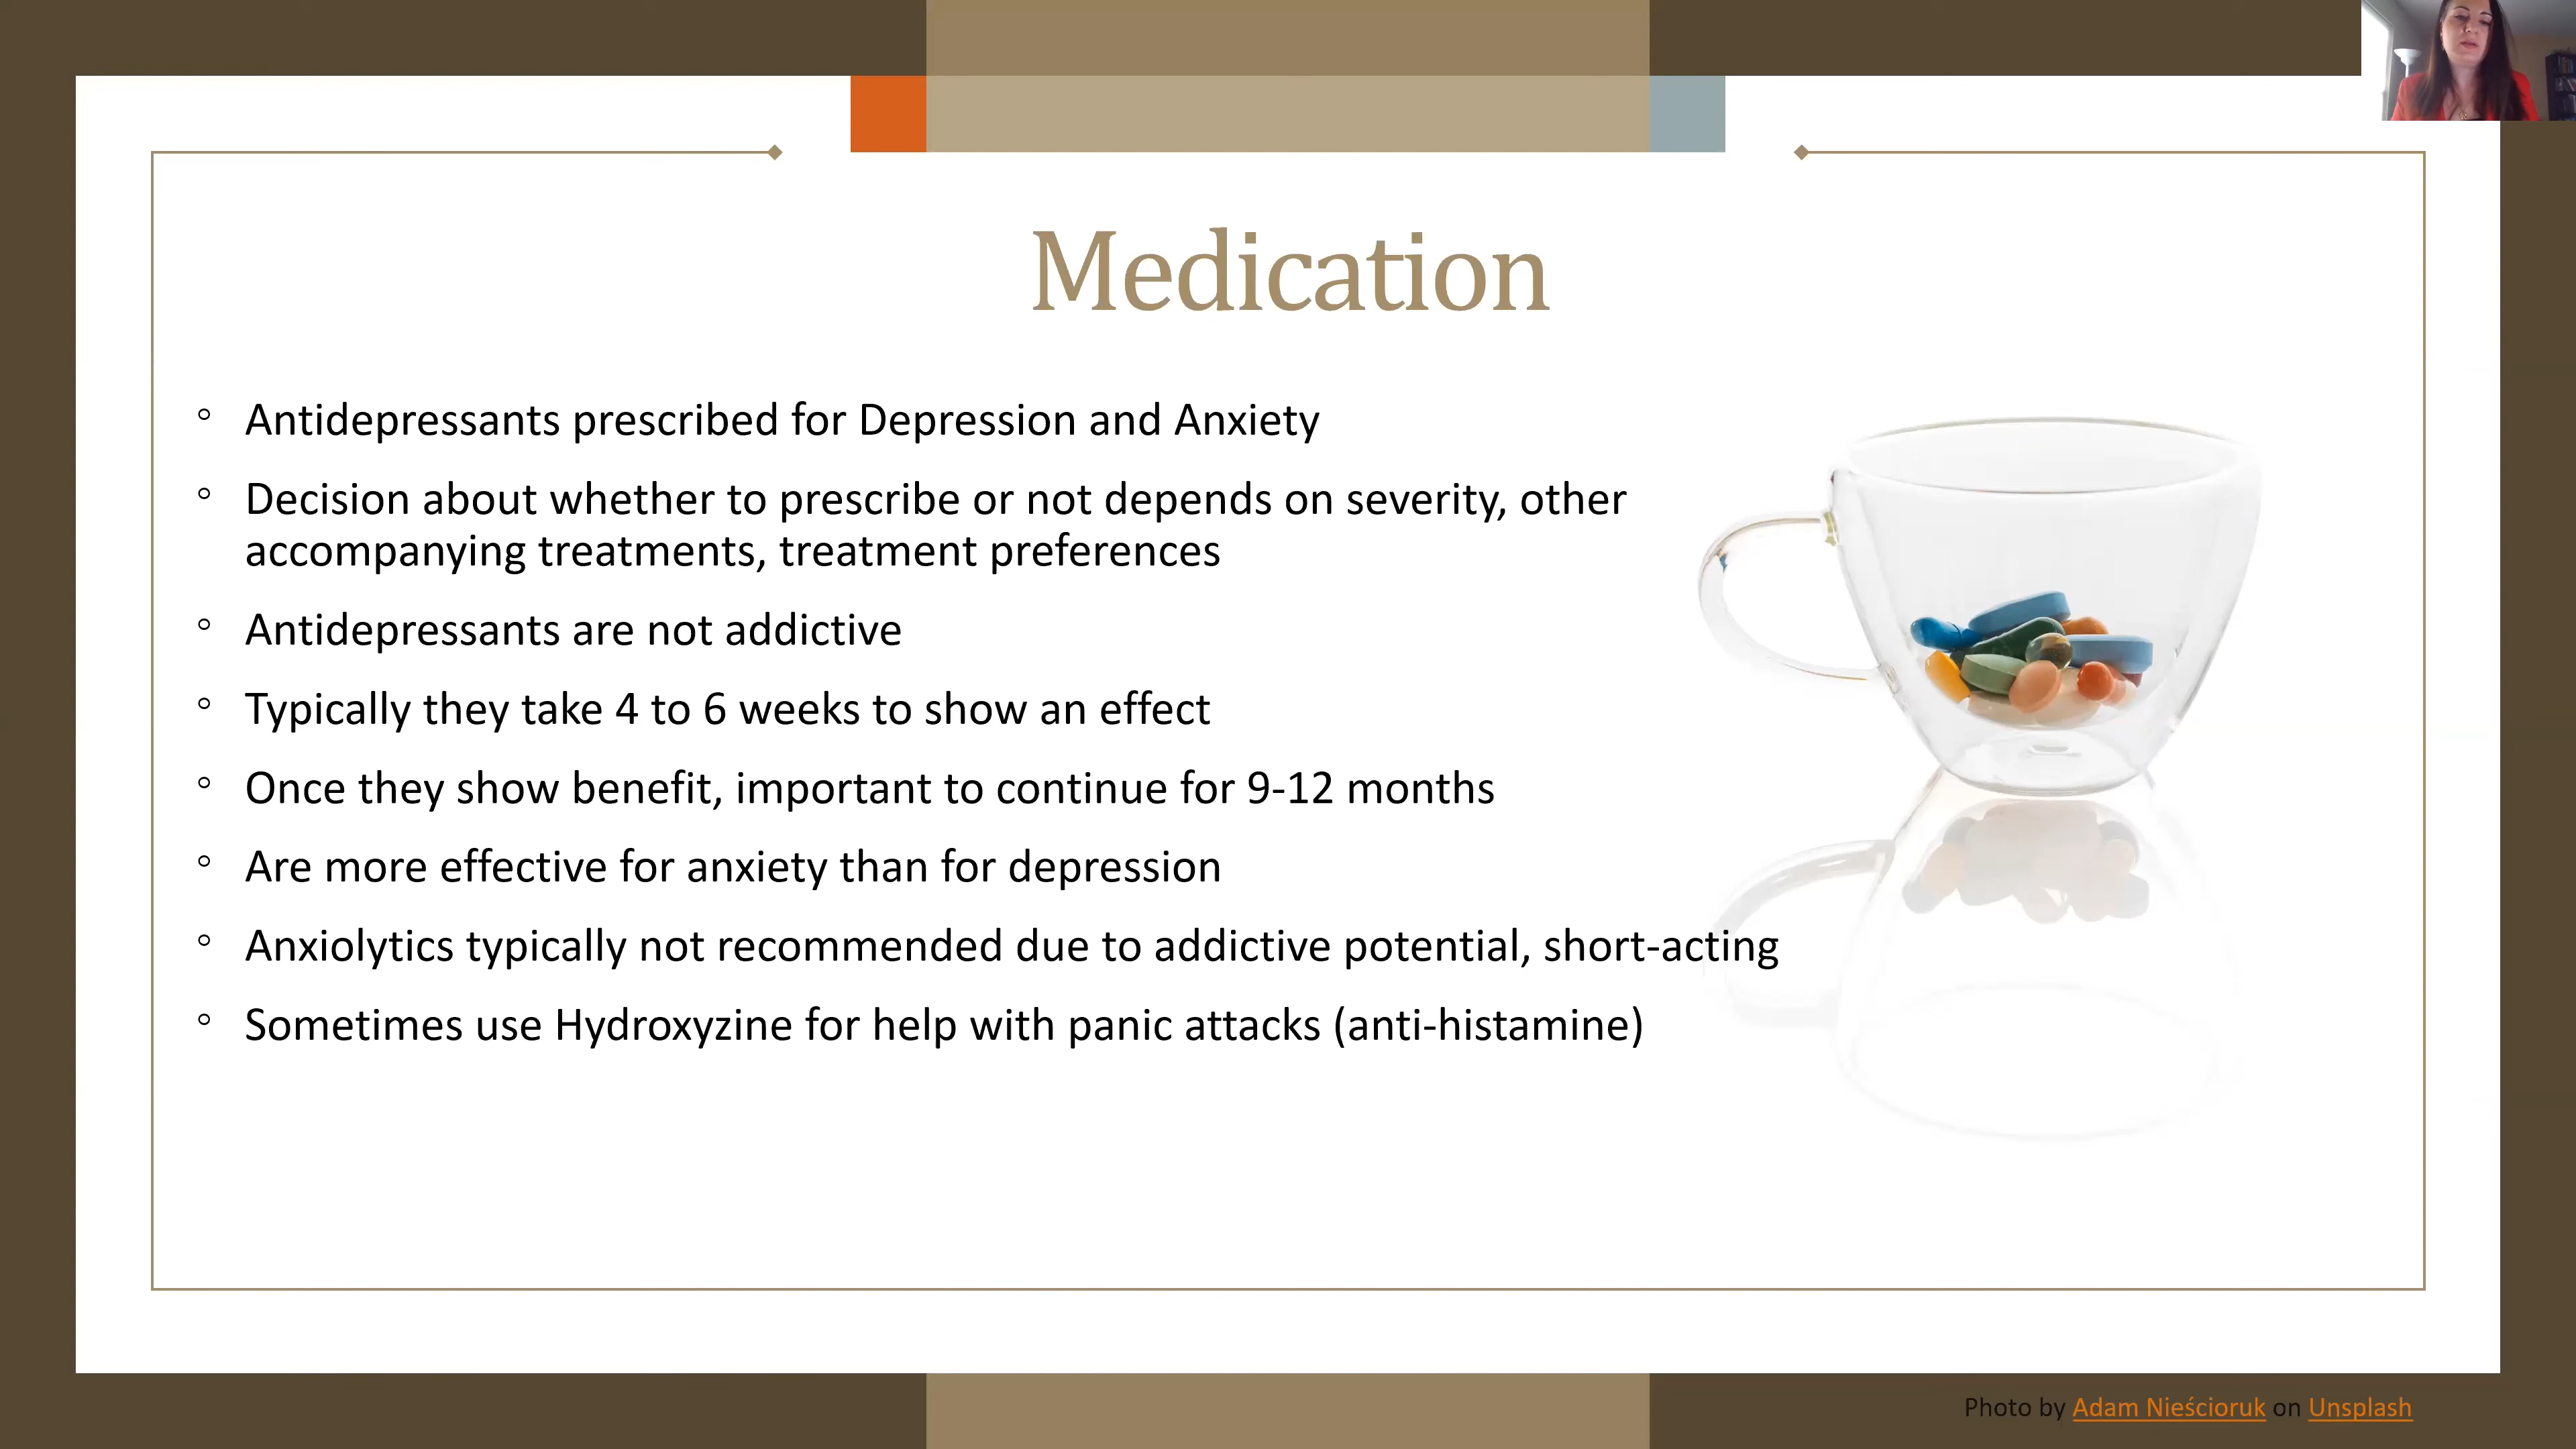 Medication
Antidepressants prescribed for Depression and Anxiety
Decision about whether to prescribe or not depends on severity, other
accompanying treatments, treatment preferences
Antidepressants are not addictive
Typically they take 4 to 6 weeks to show an effect
Once they show benefit, important to continue for 9-12 months
Are more effective for anxiety than for depression
Anxiolytics typically not recommended due to addictive potential, short-acting
Sometimes use Hydroxyzine for help with panic attacks (anti-histamine)
Photo by Adam Nieścioruk on Unsplash